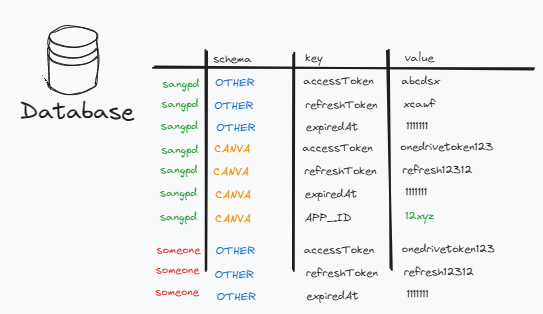 schema key value
sangpd OTHER accessToken abcdsx
sangpd OTHER refreshToken xcawf
sangpd OTHER expiredAt 1111111
sangpd CANVA accessToken onedrivetoken123
sangpd CANVA refreshToken refresh12312
sangpd CANVA expiredAt 1111111
sangpd CANVA APP_ID 12xyz
someone OTHER accessToken onedrivetoken123
someone OTHER refreshToken refresh12312
someone OTHER expiredAt 1111111
Database